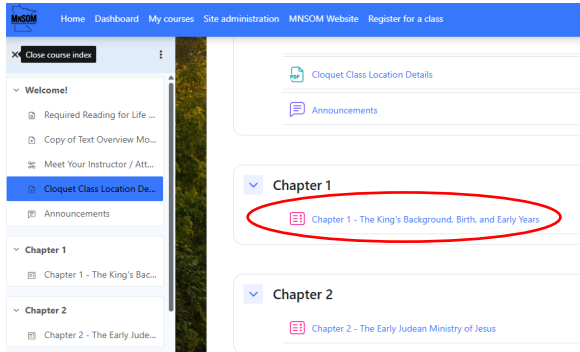 MNSOM Home Dashboard My courses Site administration MNSOM Website Register for a class
Close course index
Welcome!
Required Reading for Life ...
Copy of Text Overview Mo...
Meet Your Instructor / Att...
Cloquet Class Location De...
Announcements
Chapter 1
Chapter 1 - The King's Bac...
Chapter 2
Chapter 2 - The Early Jude...
PDF Cloquet Class Location Details
Announcements
Chapter 1
Chapter 1 - The King's Background, Birth, and Early Years
Chapter 2
Chapter 2 - The Early Judean Ministry of Jesus